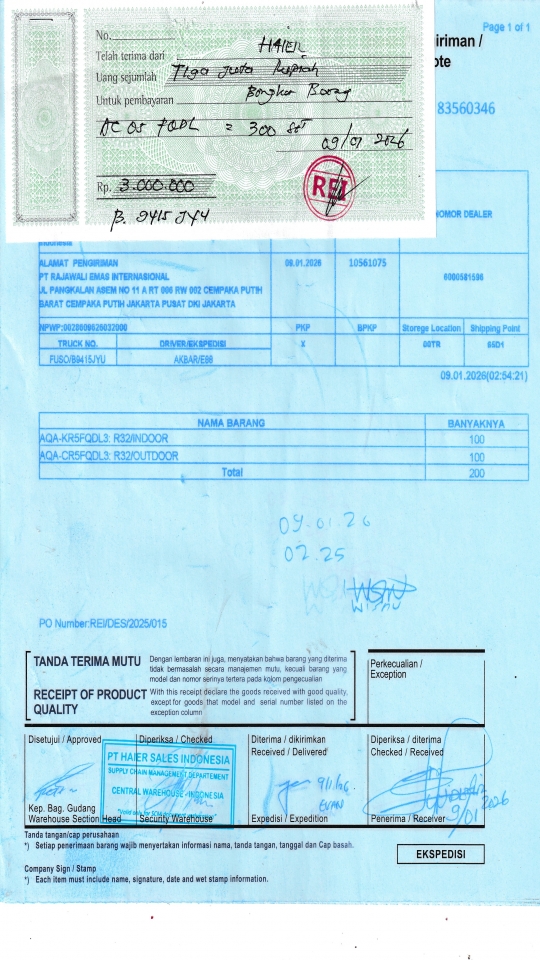 No.
Telah terima dari HAIER
Uang sejumlah Tiga Juta Rupiah
Untuk pembayaran Bongkar Barang
AC 05 FQDL = 300 SET
09/01 2026
Rp. 3.000.000
REI
B. 9415 JYU
Page 1 of 1
iriman /
ote
83560346
NOMOR DEALER
Indonesia
ALAMAT PENGIRIMAN
09.01.2026
10561075
PT RAJAWALI EMAS INTERNASIONAL
JL PANGKALAN ASEM NO 11 A RT 006 RW 002 CEMPAKA PUTIH
BARAT CEMPAKA PUTIH JAKARTA PUSAT DKI JAKARTA
PKP
BPKP
Storege Location
Shipping Point
TRUCK NO.
DRIVER/EKSPEDISI
X
00TR
FUSO/B9415JYU
AKBAR/E88
09.01.2026(02:54:21)
NAMA BARANG
BANYAKNYA
AQA-KR5FQDL3: R32/INDOOR
100
AQA-CR5FQDL3: R32/OUTDOOR
100
Total
200
09.01.26
02.25
PO Number:REI/DES/2025/015
TANDA TERIMA MUTU
Dengan lembaran ini juga, menyatakan bahwa barang yang diterima
tidak bermasalah secara manajemen mutu, kecuali barang yang
model dan nomor serinya tertera pada kolom pengecualian
RECEIPT OF PRODUCT QUALITY
With this receipt declare the goods received with good quality,
except for goods that model and serial number listed on the
exception column
Perkecualian /
Exception
Disetujui / Approved
Kep. Bag. Gudang
Warehouse Section Head
Diperiksa / Checked
PT HAIER SALES INDONESIA
SUPPLY CHAIN MANAGEMENT DEPARTEMENT
CENTRAL WAREHOUSE - INDONESIA
Security Warehouse
Diterima / dikirimkan
Received / Delivered
9/1/26
EVAN
Expedisi / Expedition
Diperiksa / diterima
Checked / Received
9/01 2026
Penerima / Receiver
Tanda tangan/cap perusahaan
*) Setiap penerimaan barang wajib menyertakan informasi nama, tanda tangan, tanggal dan Cap basah.
EKSPEDISI
Company Sign / Stamp
*) Each item must include name, signature, date and wet stamp information.